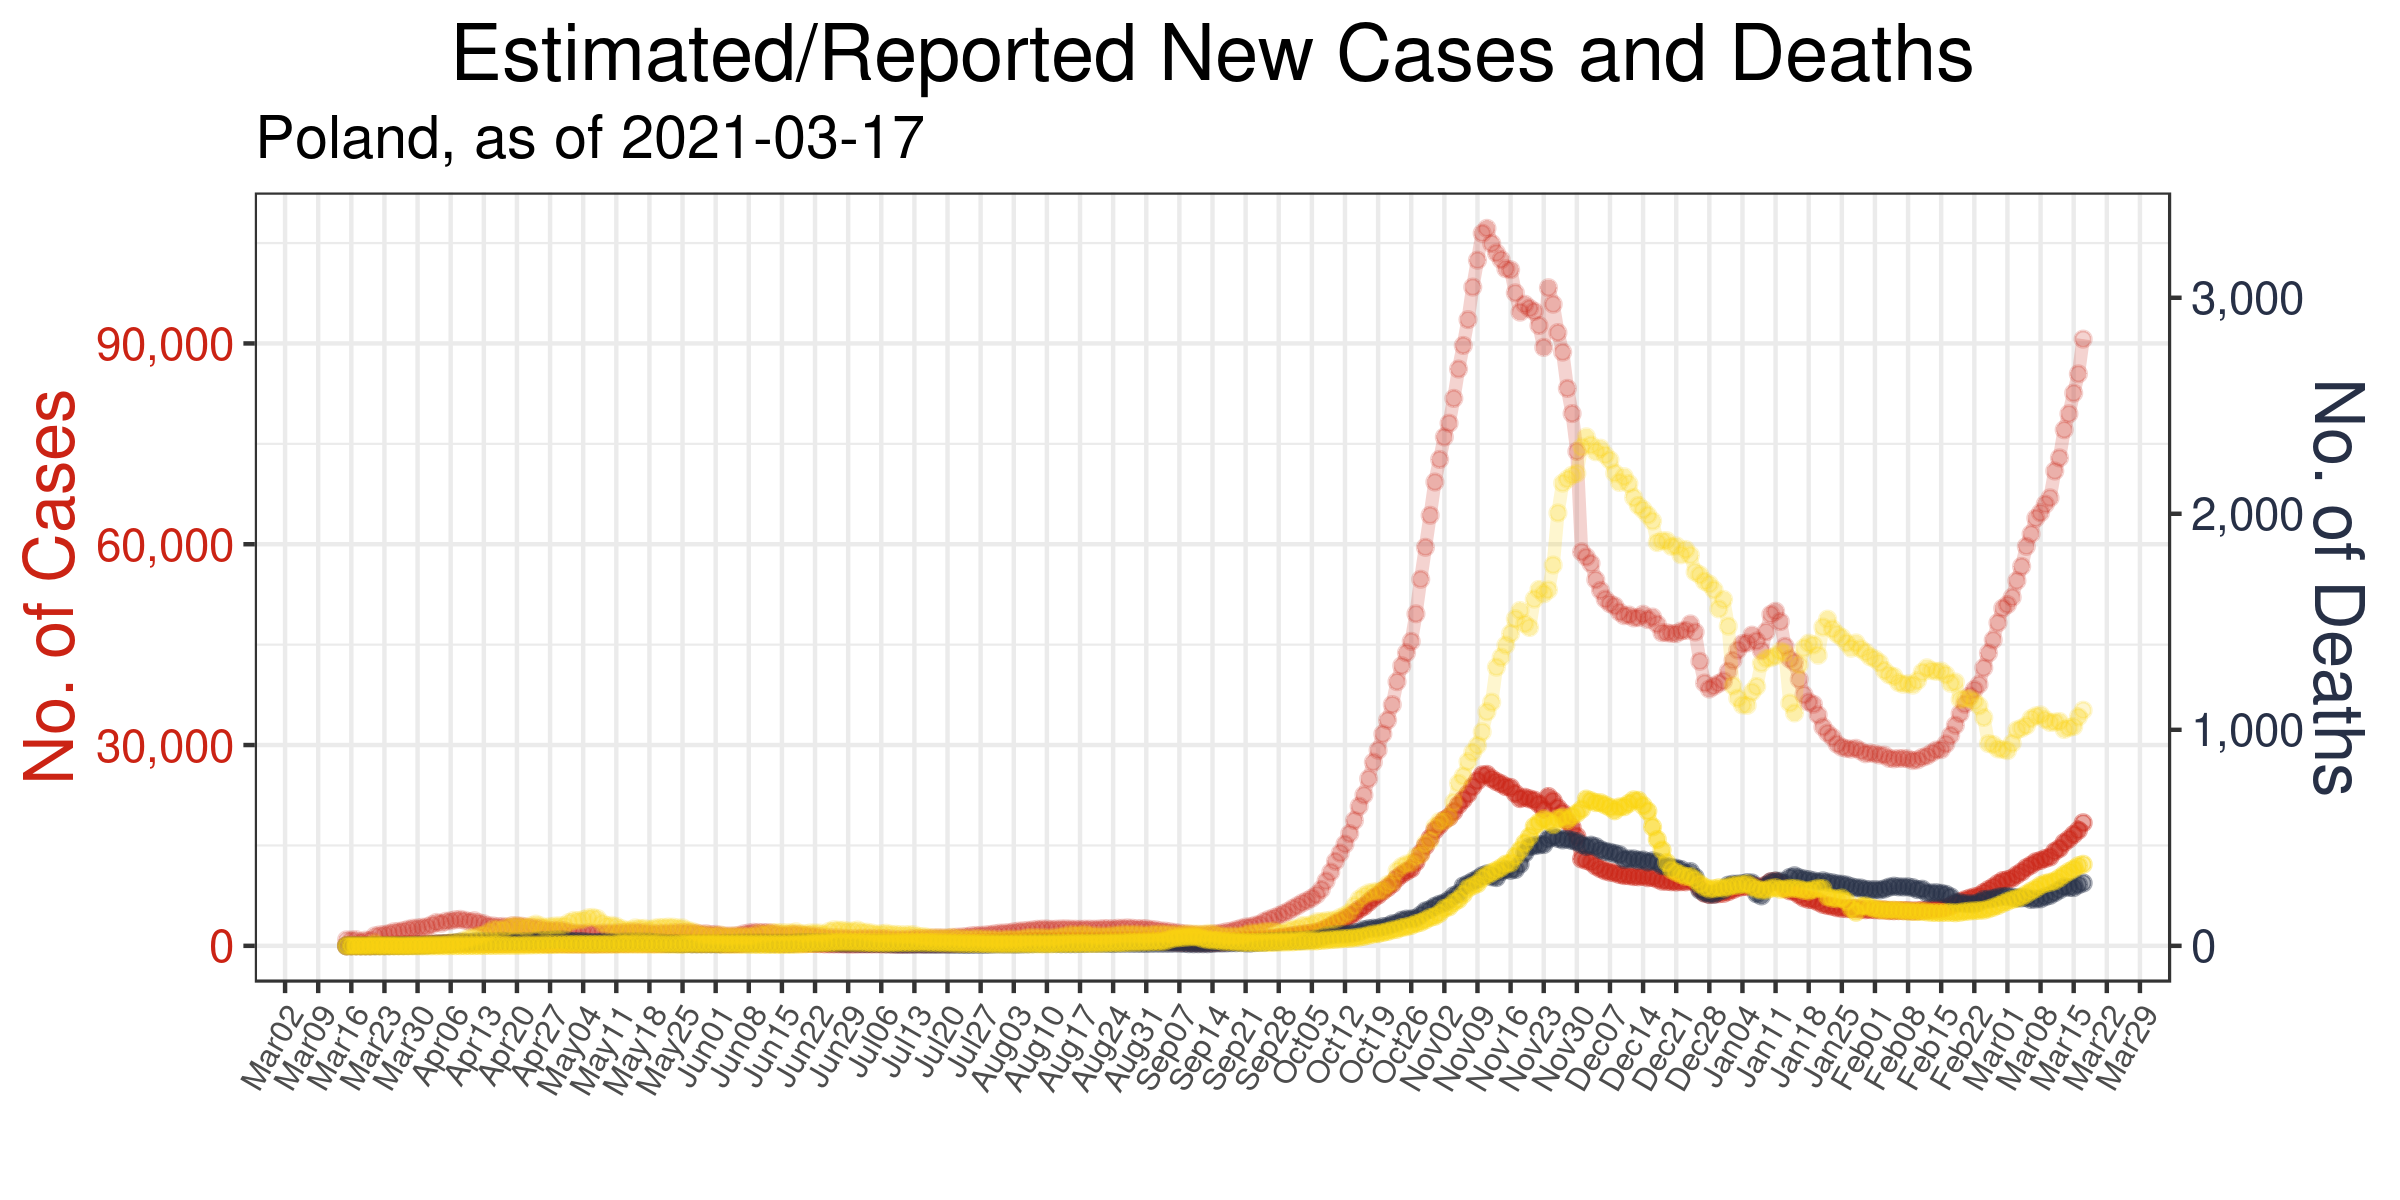 Estimated/Reported New Cases and Deaths
Poland, as of 2021-03-17
No. of Cases
90,000
60,000
30,000
0
3,000
2,000
1,000
0
No. of Deaths
Mar02
Mar09
Mar16
Mar23
Mar30
Apr06
Apr13
Apr20
Apr27
May04
May11
May18
May25
Jun01
Jun08
Jun15
Jun22
Jun29
Jul06
Jul13
Jul20
Jul27
Aug03
Aug10
Aug17
Aug24
Aug31
Sep07
Sep14
Sep21
Sep28
Oct05
Oct12
Oct19
Oct26
Nov02
Nov09
Nov16
Nov23
Nov30
Dec07
Dec14
Dec21
Dec28
Jan04
Jan11
Jan18
Jan25
Feb01
Feb08
Feb15
Feb22
Mar01
Mar08
Mar15
Mar22
Mar29